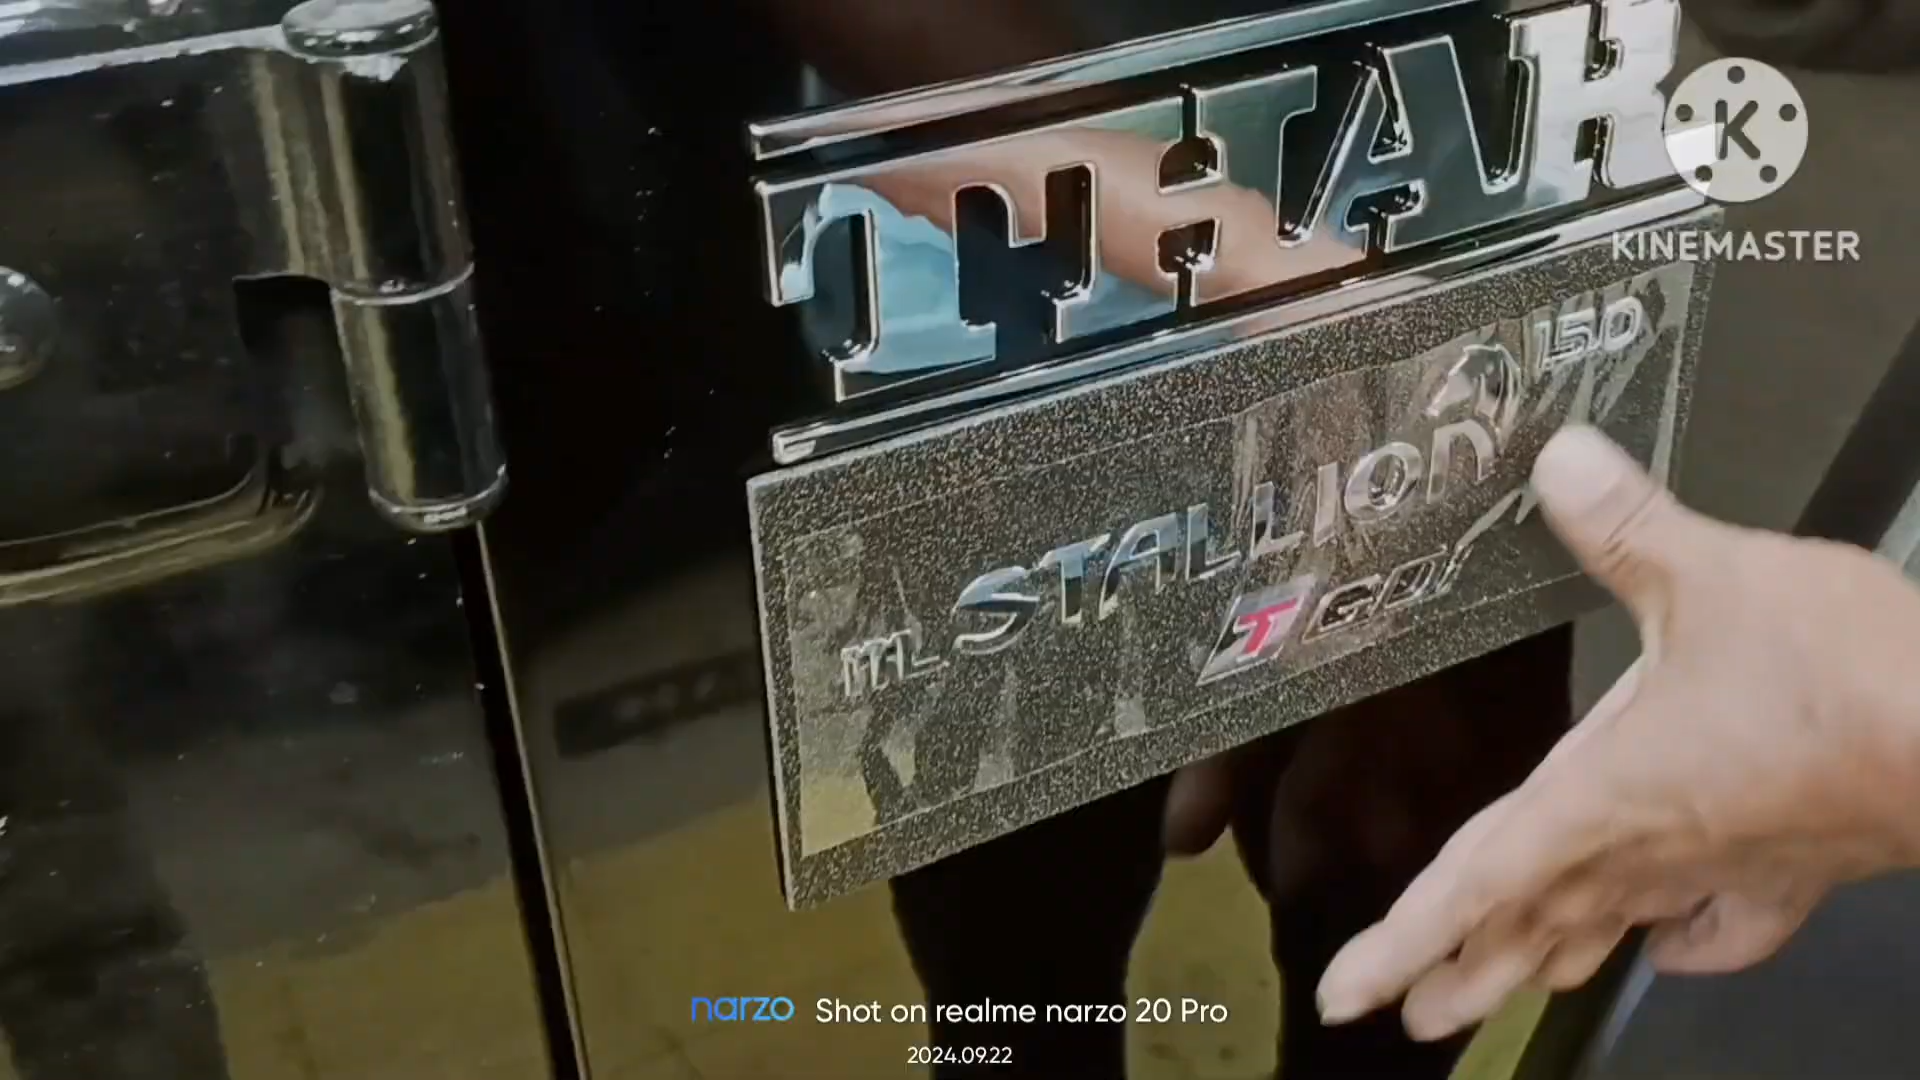 THAR
K
KINEMASTER
150
mSTALLION
TGDi
narzo Shot on realme narzo 20 Pro
2024.09.22